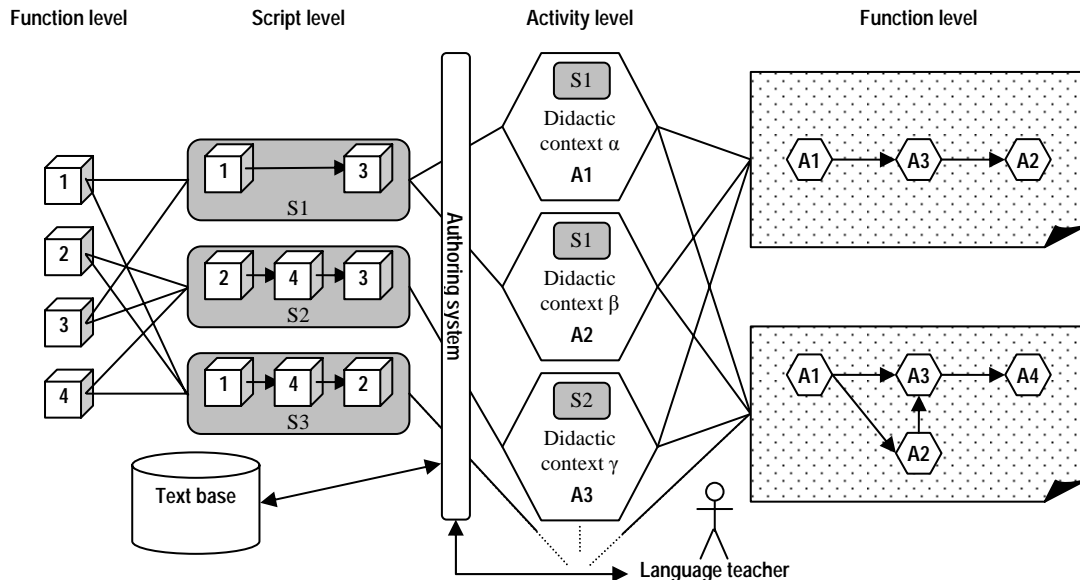 Function level
Script level
Activity level
Function level
1
2
3
4
1
3
S1
2
4
3
S2
1
4
2
S3
Text base
Authoring system
S1
Didactic
context α
A1
S1
Didactic
context β
A2
S2
Didactic
context γ
A3
Language teacher
A1
A3
A2
A1
A3
A4
A2